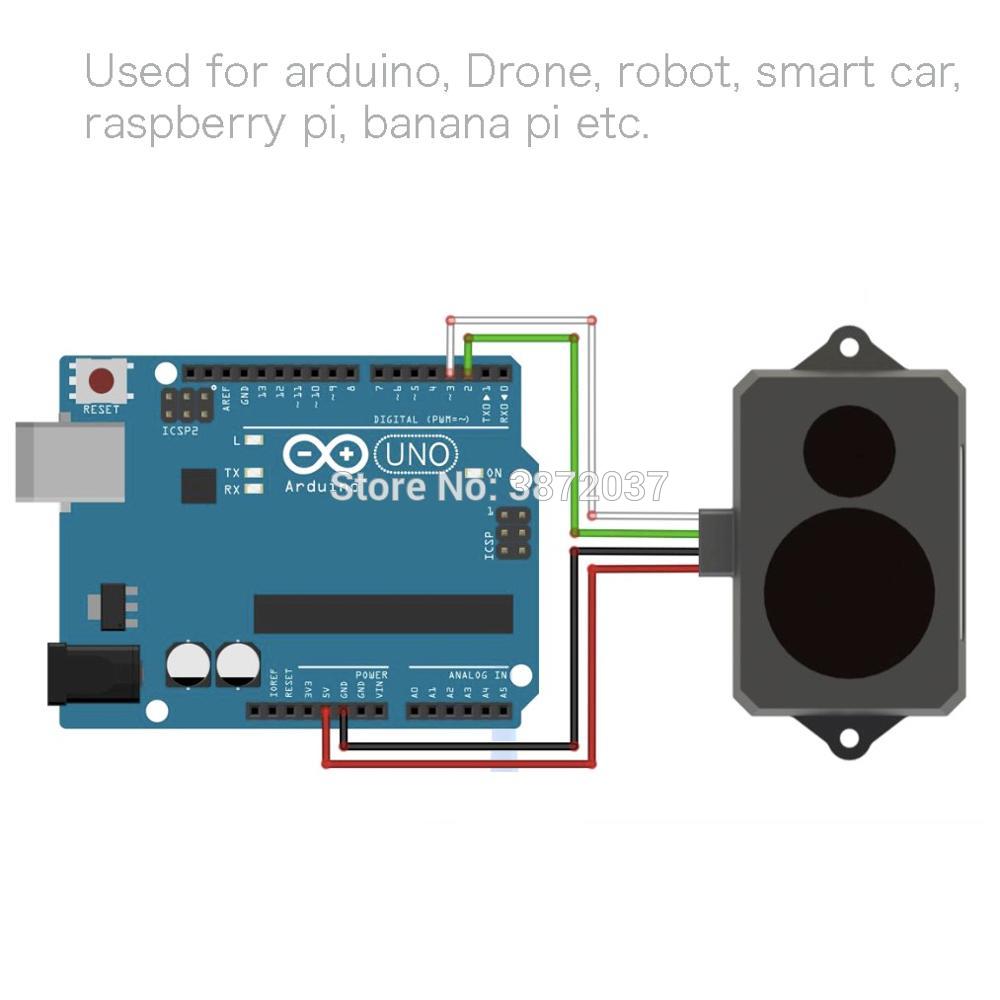 Used for arduino, Drone, robot, smart car,
raspberry pi, banana pi etc.
RESET
ICSP2
AREF
GND
13
12
~11
~10
~9
8
7
~6
~5
4
~3
2
TX0▶1
RX0◀0
DIGITAL (PWM=~)
L
TX
RX
UNO
ON
Arduino
Store No: 3872037
1
ICSP
IOREF
RESET
3V3
5V
GND
GND
VIN
POWER
ANALOG IN
A0
A1
A2
A3
A4
A5